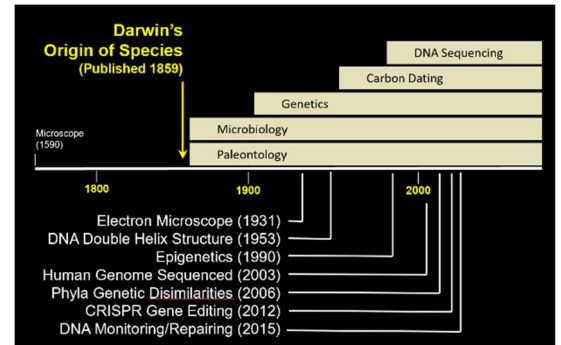 Darwin's
Origin of Species
(Published 1859)
DNA Sequencing
Carbon Dating
Genetics
Microscope
(1590)
Microbiology
Paleontology
1800
1900
2000
Electron Microscope (1931)
DNA Double Helix Structure (1953)
Epigenetics (1990)
Human Genome Sequenced (2003)
Phyla Genetic Disimilarities (2006)
CRISPR Gene Editing (2012)
DNA Monitoring/Repairing (2015)